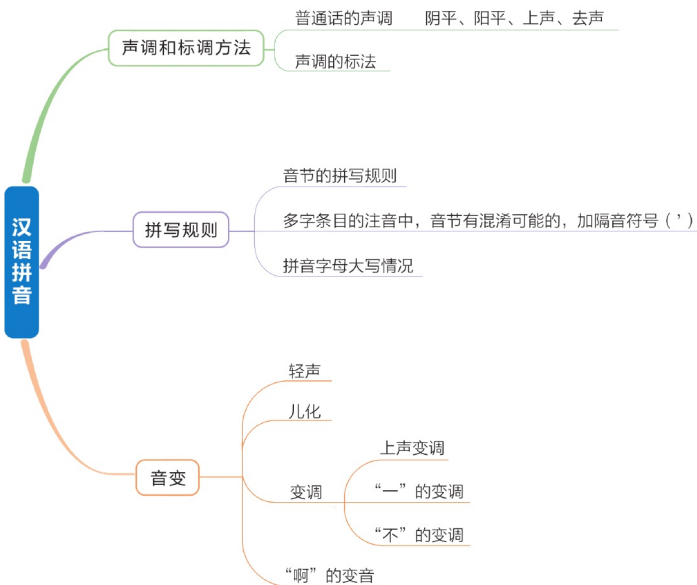 普通话的声调 阴平、阳平、上声、去声
声调和标调方法
声调的标法
音节的拼写规则
汉语拼音
拼写规则
多字条目的注音中，音节有混淆可能的，加隔音符号（’）
拼音字母大写情况
轻声
儿化
上声变调
音变
变调
“一”的变调
“不”的变调
“啊”的变音